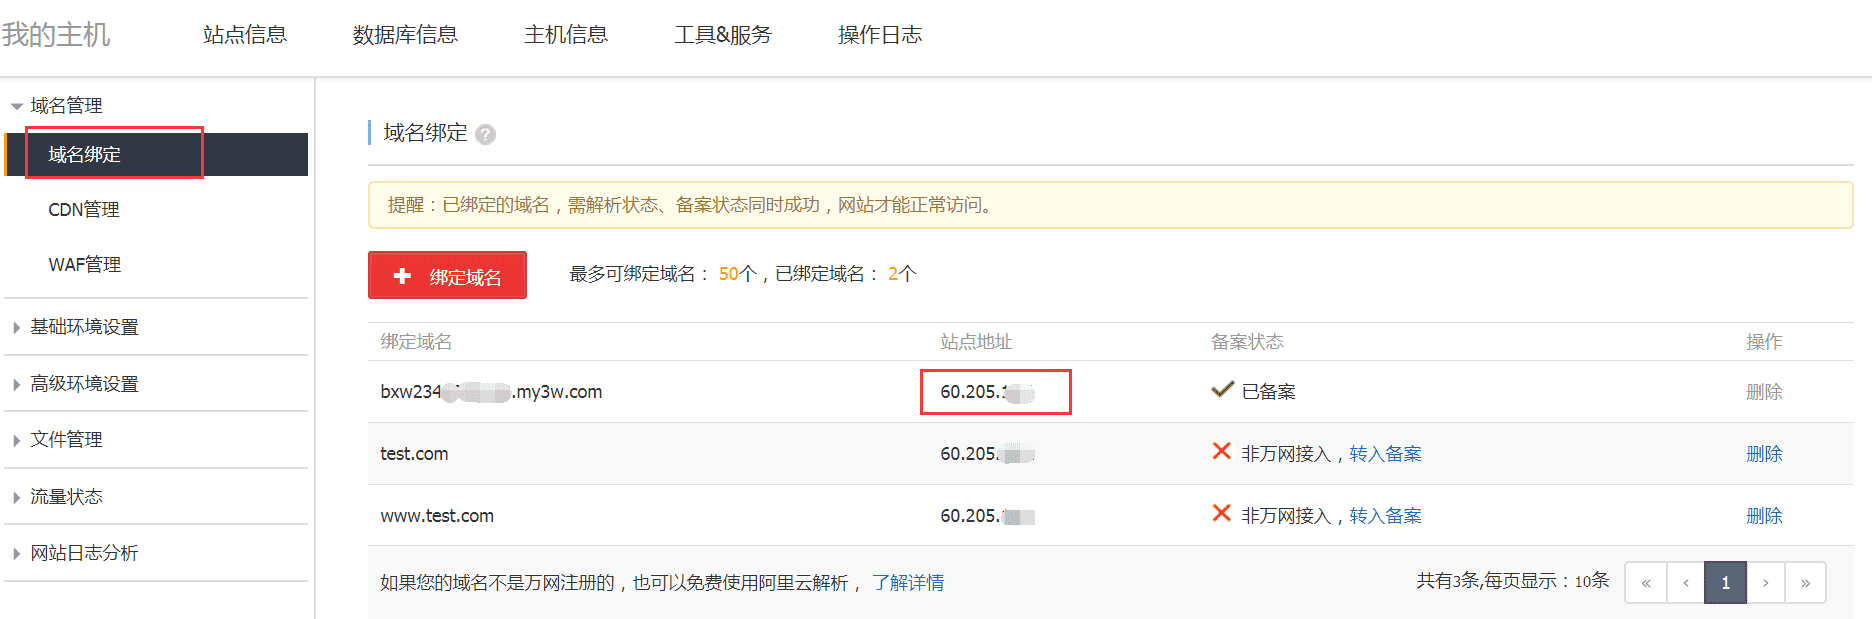 我的主机 站点信息 数据库信息 主机信息 工具&服务 操作日志
域名管理
域名绑定
CDN管理
WAF管理
基础环境设置
高级环境设置
文件管理
流量状态
网站日志分析
域名绑定 ?
提醒：已绑定的域名，需解析状态、备案状态同时成功，网站才能正常访问。
绑定域名 最多可绑定域名： 50个，已绑定域名： 2个
绑定域名 站点地址 备案状态 操作
bxw234 .my3w.com 60.205. 已备案 删除
test.com 60.205. 非万网接入，转入备案 删除
www.test.com 60.205. 非万网接入，转入备案 删除
如果您的域名不是万网注册的，也可以免费使用阿里云解析， 了解详情 共有3条,每页显示：10条 « ‹ 1 › »